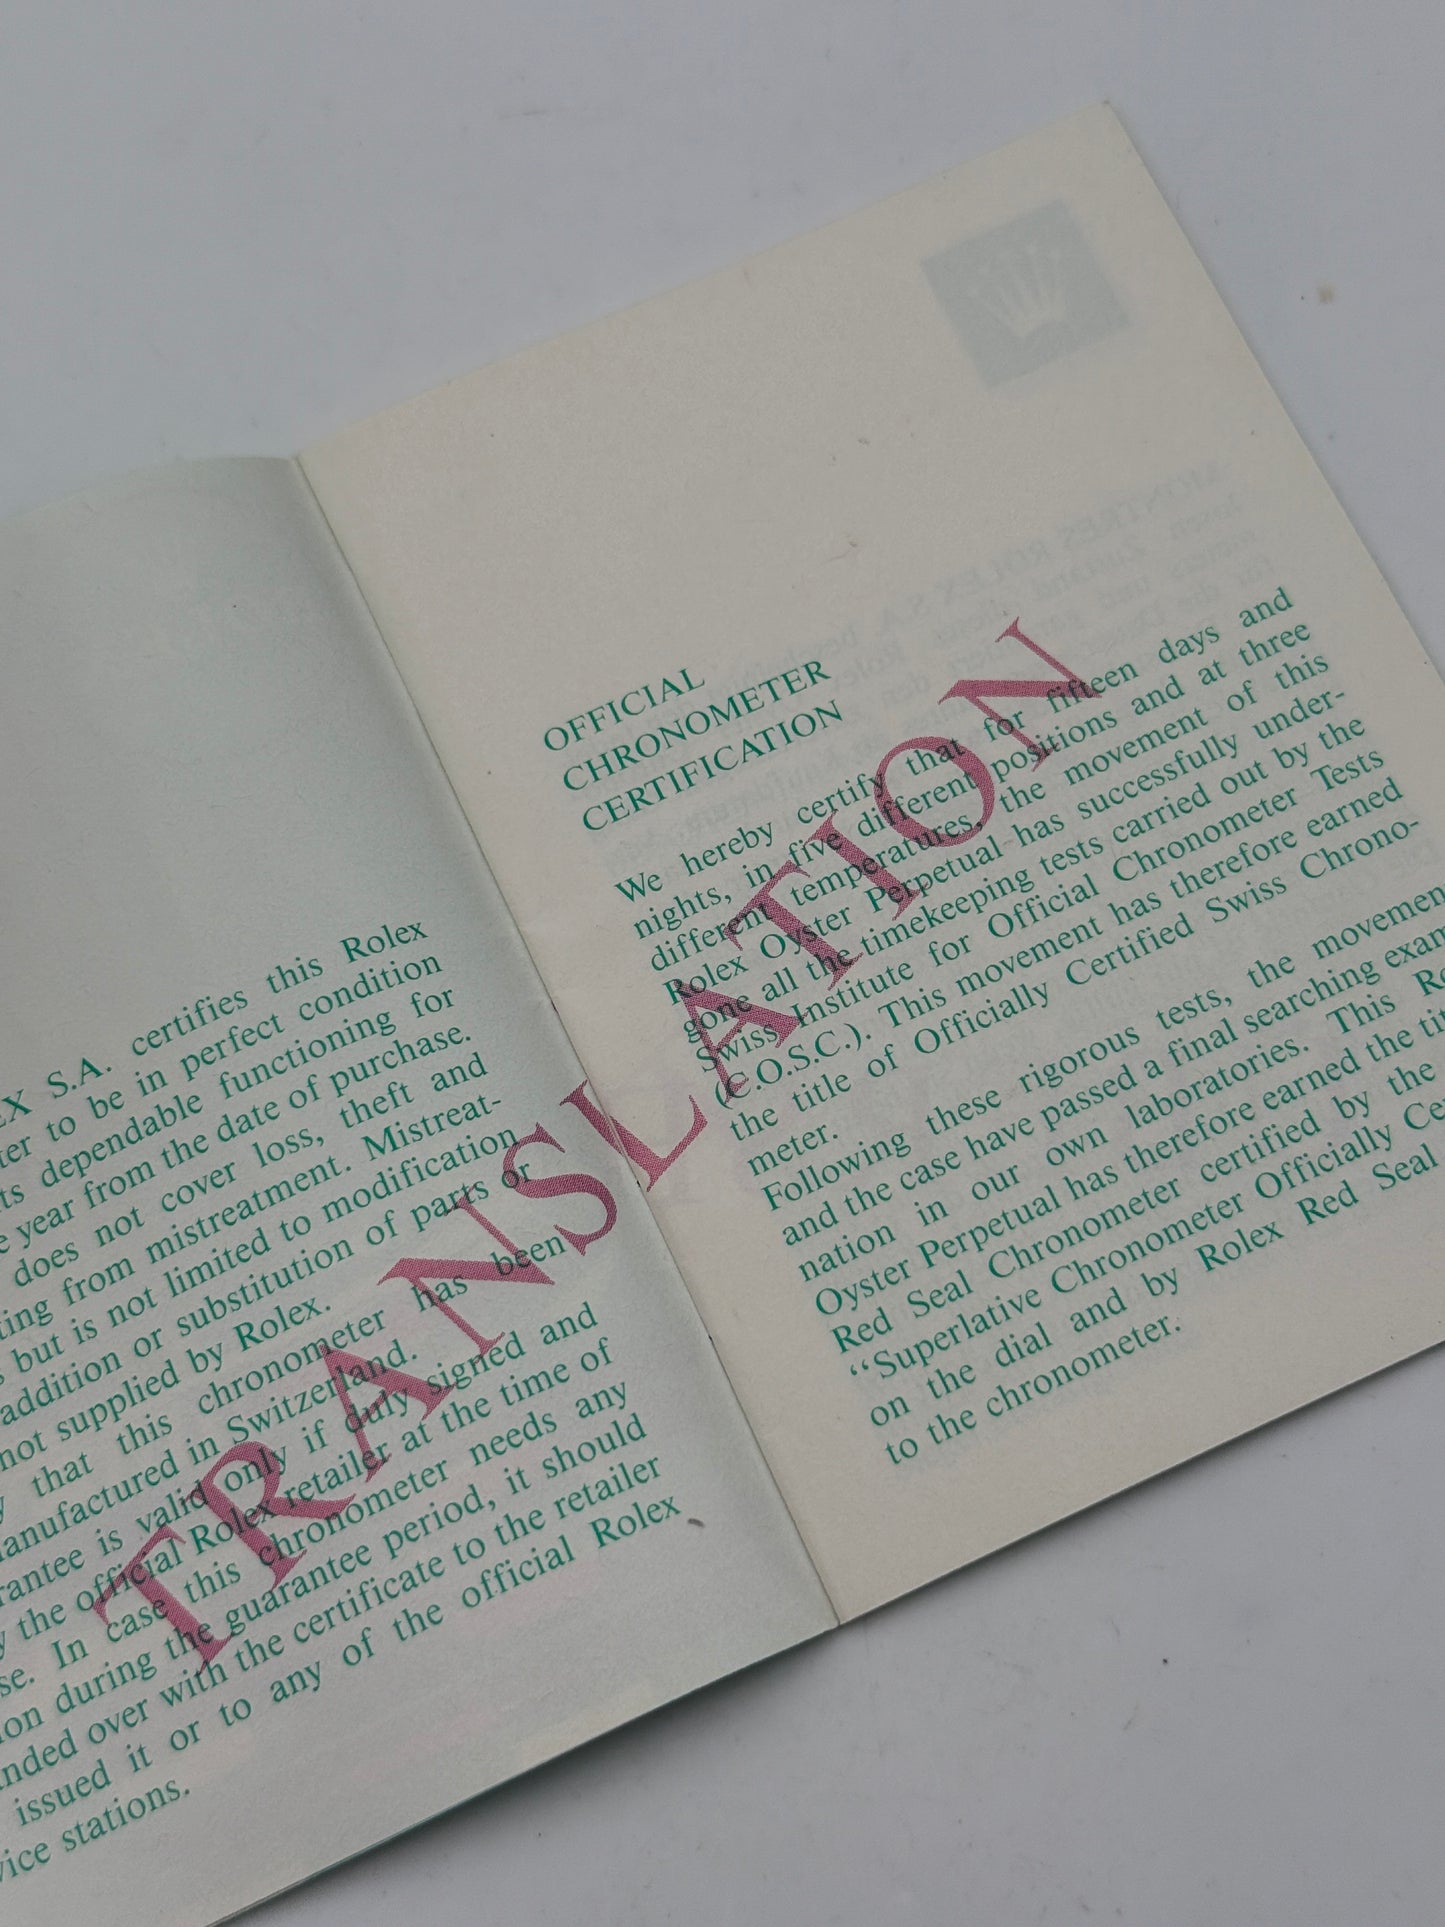 EX S.A. certifies this Rolex
to be in perfect condition
dependable functioning for
year from the date of purchase.
does not cover loss, theft and
from mistreatment. Mistreat-
but is not limited to modification
addition or substitution of parts or
not supplied by Rolex.
that this chronometer has been
manufactured in Switzerland.
is valid only if duly signed and
the official Rolex retailer at the time of
In case this chronometer needs any
during the guarantee period, it should
over with the certificate to the retailer
issued it or to any of the official Rolex
stations.
TRANSLATION
OFFICIAL
CHRONOMETER
CERTIFICATION
We hereby certify that for fifteen days and
nights, in five different positions and at three
different temperatures, the movement of this
Rolex Oyster Perpetual has successfully under-
gone all the timekeeping tests carried out by the
Swiss Institute for Official Chronometer Tests
(C.O.S.C.). This movement has therefore earned
the title of Officially Certified Swiss Chrono-
meter.
Following these rigorous tests, the movemen
and the case have passed a final searching exam
nation in our own laboratories. This Ro
Oyster Perpetual has therefore earned the tit
Red Seal Chronometer certified by the
“Superlative Chronometer Officially Ce
on the dial and by Rolex Red Seal
to the chronometer.